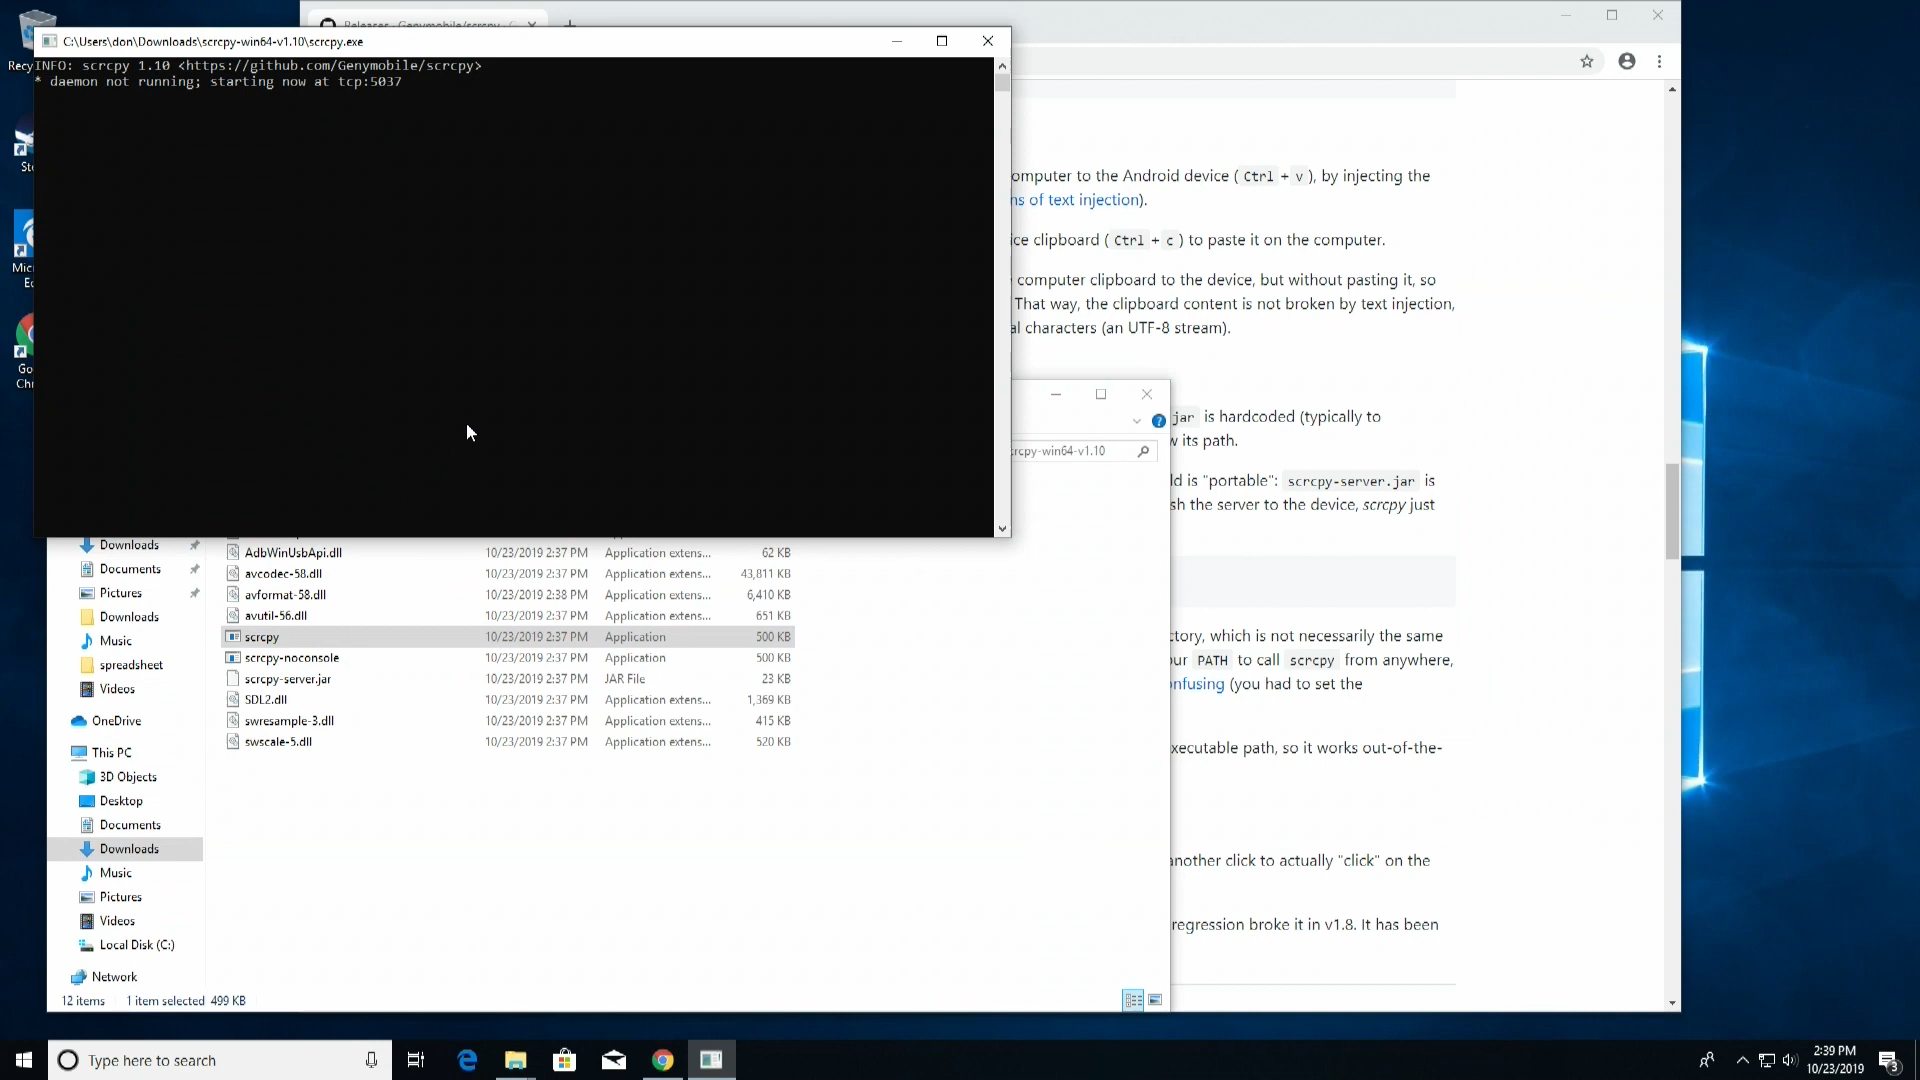 Releases · Genymobile/scrcpy
C:\Users\don\Downloads\scrcpy-win64-v1.10\scrcpy.exe
INFO: scrcpy 1.10 <https://github.com/Genymobile/scrcpy>
* daemon not running; starting now at tcp:5037
Recy
omputer to the Android device ( Ctrl + v ), by injecting the
ns of text injection).
ice clipboard ( Ctrl + c ) to paste it on the computer.
computer clipboard to the device, but without pasting it, so
That way, the clipboard content is not broken by text injection,
al characters (an UTF-8 stream).
jar is hardcoded (typically to
w its path.
ld is "portable": scrcpy-server.jar is
sh the server to the device, scrcpy just
ctory, which is not necessarily the same
our PATH to call scrcpy from anywhere,
onfusing (you had to set the
xecutable path, so it works out-of-the-
another click to actually "click" on the
regression broke it in v1.8. It has been
crcpy-win64-v1.10
Ste
Mic
Ed
Go
Chr
Downloads
Documents
Pictures
Downloads
Music
spreadsheet
Videos
OneDrive
This PC
3D Objects
Desktop
Documents
Downloads
Music
Pictures
Videos
Local Disk (C:)
Network
AdbWinUsbApi.dll 10/23/2019 2:37 PM Application extens... 62 KB
avcodec-58.dll 10/23/2019 2:37 PM Application extens... 43,811 KB
avformat-58.dll 10/23/2019 2:38 PM Application extens... 6,410 KB
avutil-56.dll 10/23/2019 2:37 PM Application extens... 651 KB
scrcpy 10/23/2019 2:37 PM Application 500 KB
scrcpy-noconsole 10/23/2019 2:37 PM Application 500 KB
scrcpy-server.jar 10/23/2019 2:37 PM JAR File 23 KB
SDL2.dll 10/23/2019 2:37 PM Application extens... 1,369 KB
swresample-3.dll 10/23/2019 2:37 PM Application extens... 415 KB
swscale-5.dll 10/23/2019 2:37 PM Application extens... 520 KB
12 items 1 item selected 499 KB
Type here to search
2:39 PM
10/23/2019
3